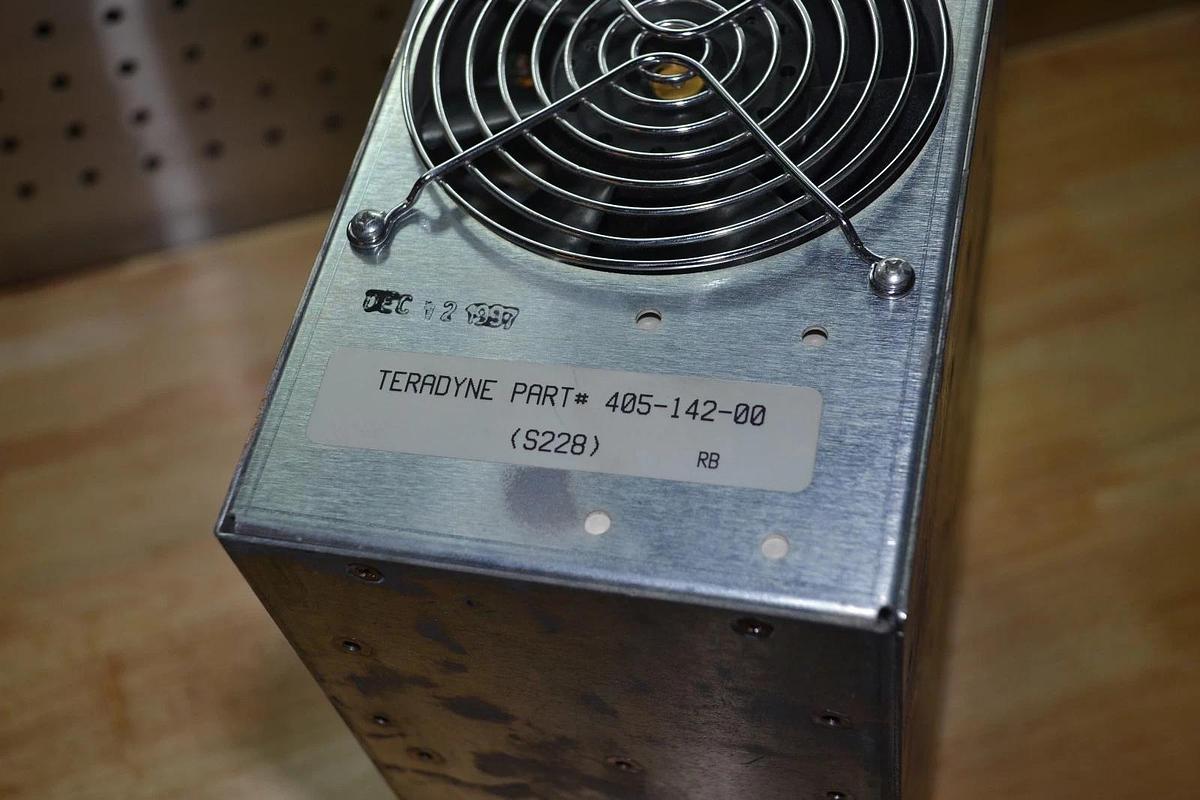 DEC 12 1997
TERADYNE PART# 405-142-00
(S228)
RB